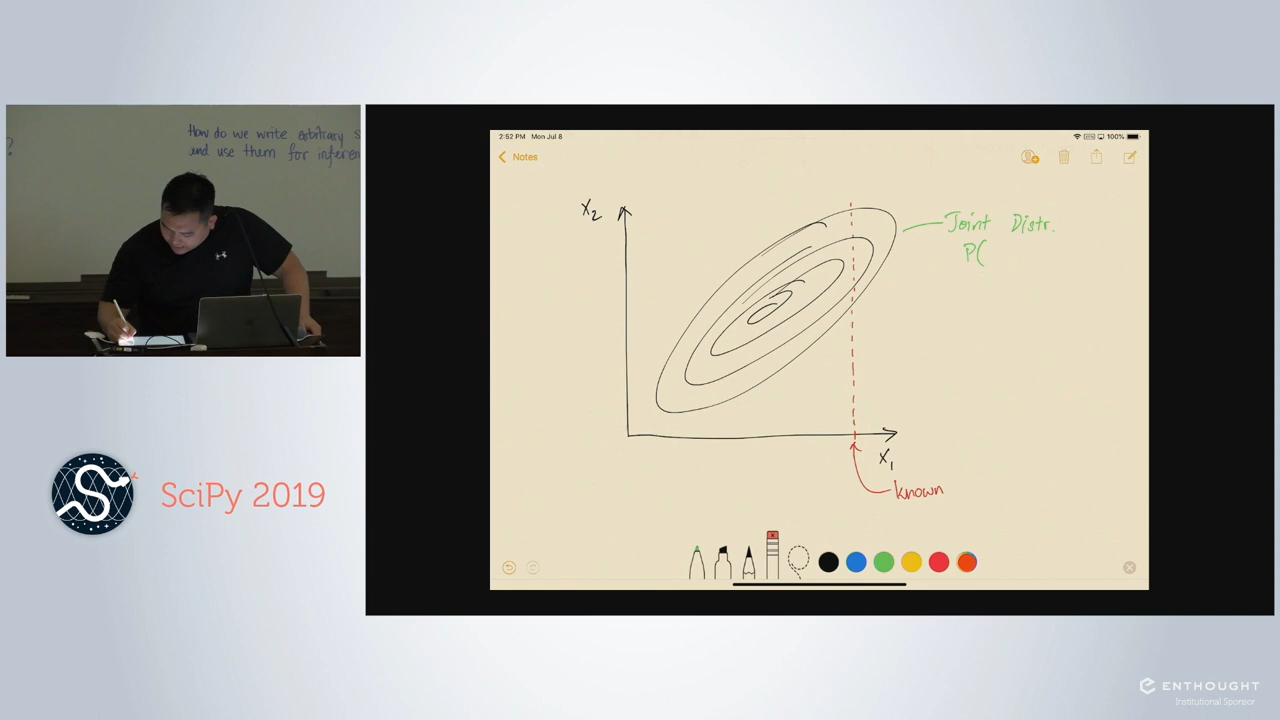 How do we write arbitrary
?
and use them for
2:52 PM Mon Jul 8
100%
Notes
X2
Joint Distr.
P(
X1
known
SciPy 2019
ENTHOUGHT
Institutional Sponsor